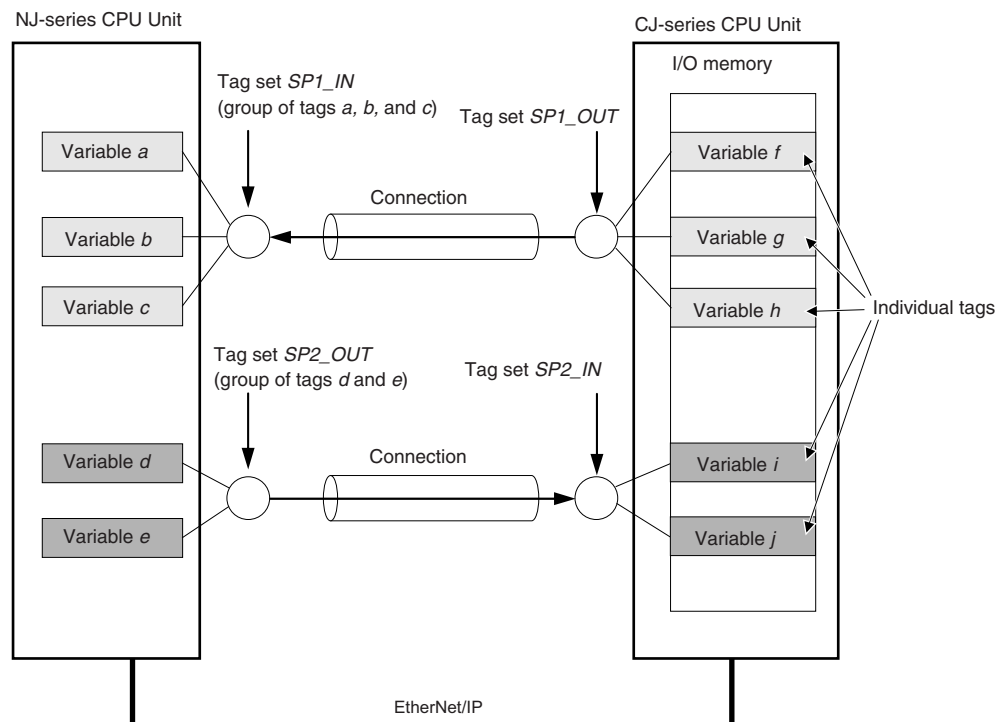 NJ-series CPU Unit
CJ-series CPU Unit
I/O memory
Tag set SP1_IN
(group of tags a, b, and c)
Tag set SP1_OUT
Variable a
Variable f
Connection
Variable b
Variable g
Variable c
Variable h
Individual tags
Tag set SP2_OUT
(group of tags d and e)
Tag set SP2_IN
Variable d
Connection
Variable i
Variable e
Variable j
EtherNet/IP